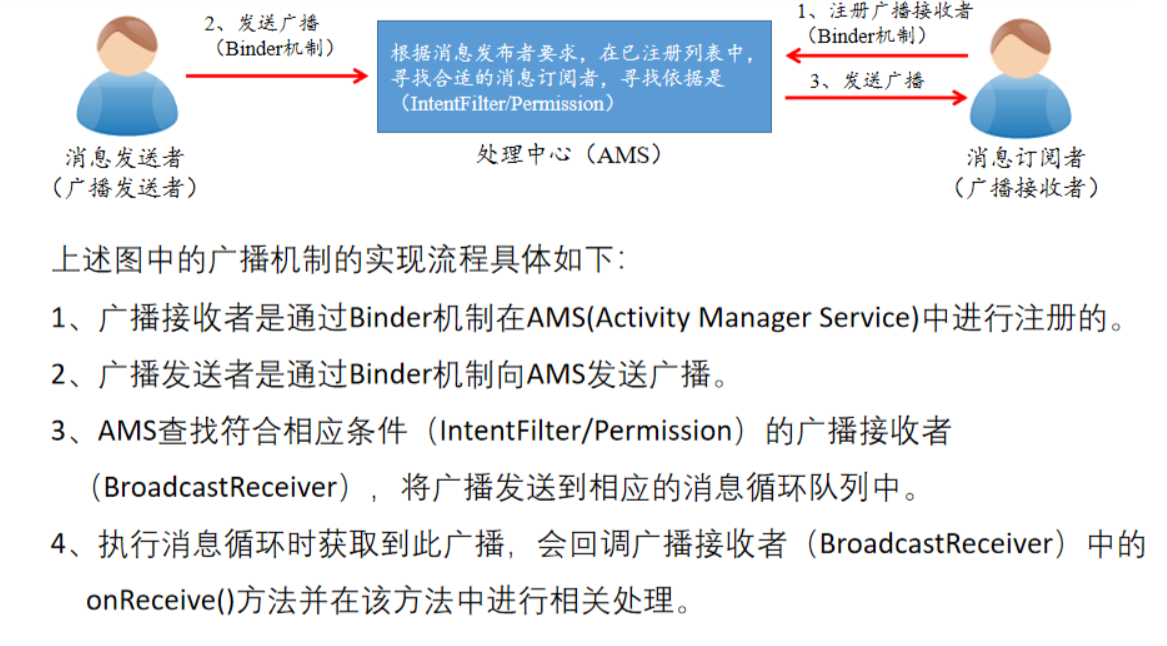 2、发送广播
（Binder机制）
根据消息发布者要求，在已注册列表中，
寻找合适的消息订阅者，寻找依据是
（IntentFilter/Permission）
1、注册广播接收者
（Binder机制）
3、发送广播
消息发送者
（广播发送者）
处理中心（AMS）
消息订阅者
（广播接收者）
上述图中的广播机制的实现流程具体如下：
1、广播接收者是通过Binder机制在AMS(Activity Manager Service)中进行注册的。
2、广播发送者是通过Binder机制向AMS发送广播。
3、AMS查找符合相应条件（IntentFilter/Permission）的广播接收者
（BroadcastReceiver），将广播发送到相应的消息循环队列中。
4、执行消息循环时获取到此广播，会回调广播接收者（BroadcastReceiver）中的
onReceive()方法并在该方法中进行相关处理。